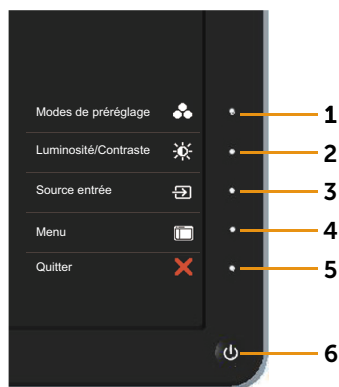 Modes de préréglage 1
Luminosité/Contraste 2
Source entrée 3
Menu 4
Quitter 5
6